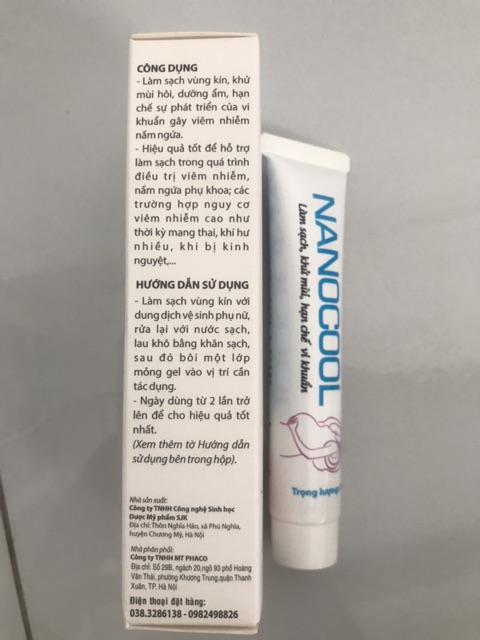 CÔNG DỤNG
- Làm sạch vùng kín, khử
mùi hôi, dưỡng ẩm, hạn
chế sự phát triển của vi
khuẩn gây viêm nhiễm
nấm ngứa.
- Hiệu quả tốt để hỗ trợ
làm sạch trong quá trình
điều trị viêm nhiễm,
nấm ngứa phụ khoa; các
trường hợp nguy cơ
viêm nhiễm cao như
thời kỳ mang thai, khí hư
nhiều, khi bị kinh
nguyệt,...
HƯỚNG DẪN SỬ DỤNG
- Làm sạch vùng kín với
dung dịch vệ sinh phụ nữ,
rửa lại với nước sạch,
lau khô bằng khăn sạch,
sau đó bôi một lớp
mỏng gel vào vị trí cần
tác dụng.
- Ngày dùng từ 2 lần trở
lên để cho hiệu quả tốt
nhất.
(Xem thêm tờ Hướng dẫn
sử dụng bên trong hộp).
Nhà sản xuất:
Công ty TNHH Công nghệ Sinh học
Dược Mỹ phẩm SJK
Địa chỉ: Thôn Nghĩa Hảo, xã Phú Nghĩa,
huyện Chương Mỹ, Hà Nội
Nhà phân phối:
Công ty TNHH MT PHACO
Địa chỉ: Số 29B, ngách 20,ngõ 93 phố Hoàng
Văn Thái, phường Khương Trung,quận Thanh
Xuân, TP. Hà Nội
Điện thoại đặt hàng:
038.3286138 - 0982498826
NANOCOOL
Làm sạch, khử mùi, hạn chế vi khuẩn
Trọng lượng: